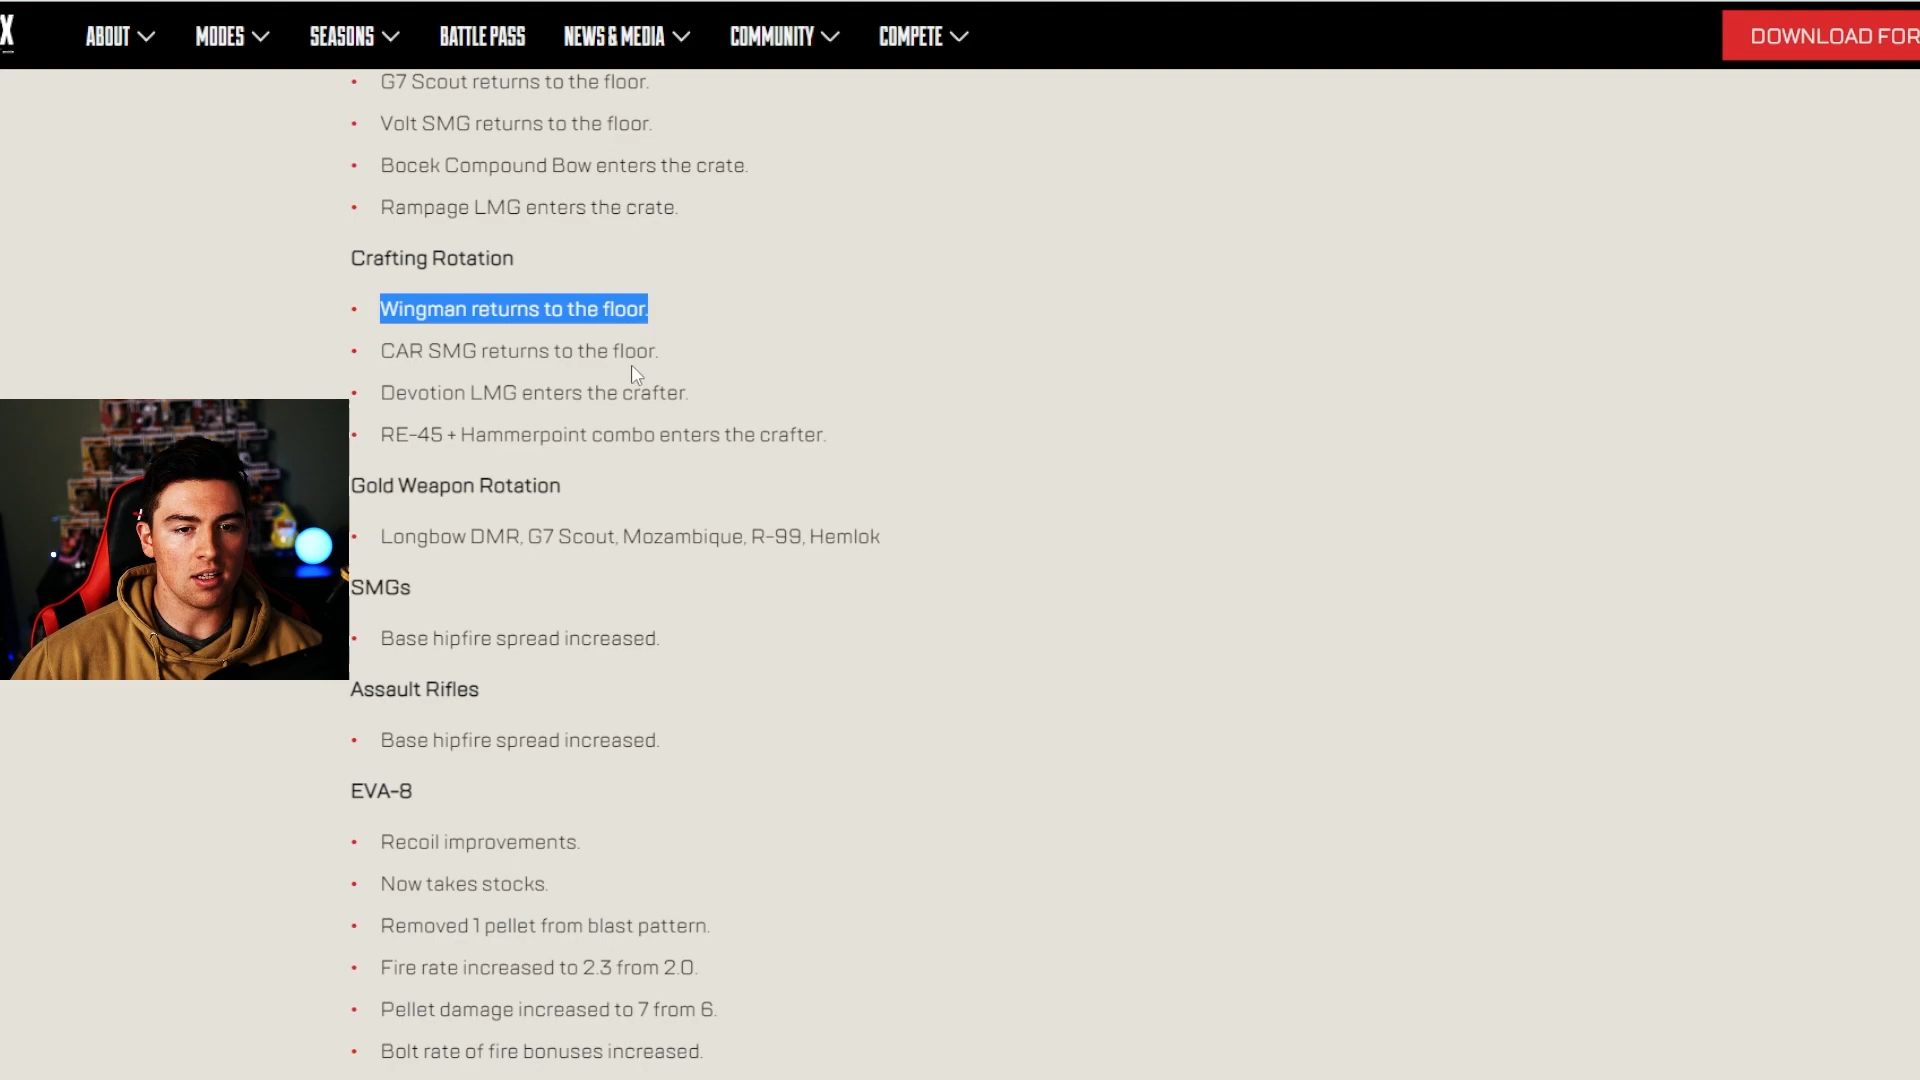 X
ABOUT
MODES
SEASONS
BATTLE PASS
NEWS & MEDIA
COMMUNITY
COMPETE
DOWNLOAD FOR
• G7 Scout returns to the floor.
• Volt SMG returns to the floor.
• Bocek Compound Bow enters the crate.
• Rampage LMG enters the crate.
Crafting Rotation
• Wingman returns to the floor.
• CAR SMG returns to the floor.
• Devotion LMG enters the crafter.
• RE-45 + Hammerpoint combo enters the crafter.
Gold Weapon Rotation
• Longbow DMR, G7 Scout, Mozambique, R-99, Hemlok
SMGs
• Base hipfire spread increased.
Assault Rifles
• Base hipfire spread increased.
EVA-8
• Recoil improvements.
• Now takes stocks.
• Removed 1 pellet from blast pattern.
• Fire rate increased to 2.3 from 2.0.
• Pellet damage increased to 7 from 6.
• Bolt rate of fire bonuses increased.